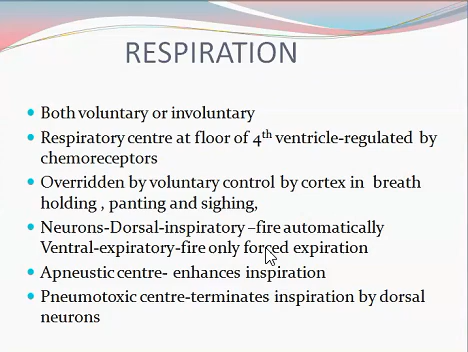 RESPIRATION
Both voluntary or involuntary
Respiratory centre at floor of 4th ventricle-regulated by
chemoreceptors
Overridden by voluntary control by cortex in breath
holding , panting and sighing,
Neurons-Dorsal-inspiratory –fire automatically
Ventral-expiratory-fire only forced expiration
Apneustic centre- enhances inspiration
Pneumotoxic centre-terminates inspiration by dorsal
neurons